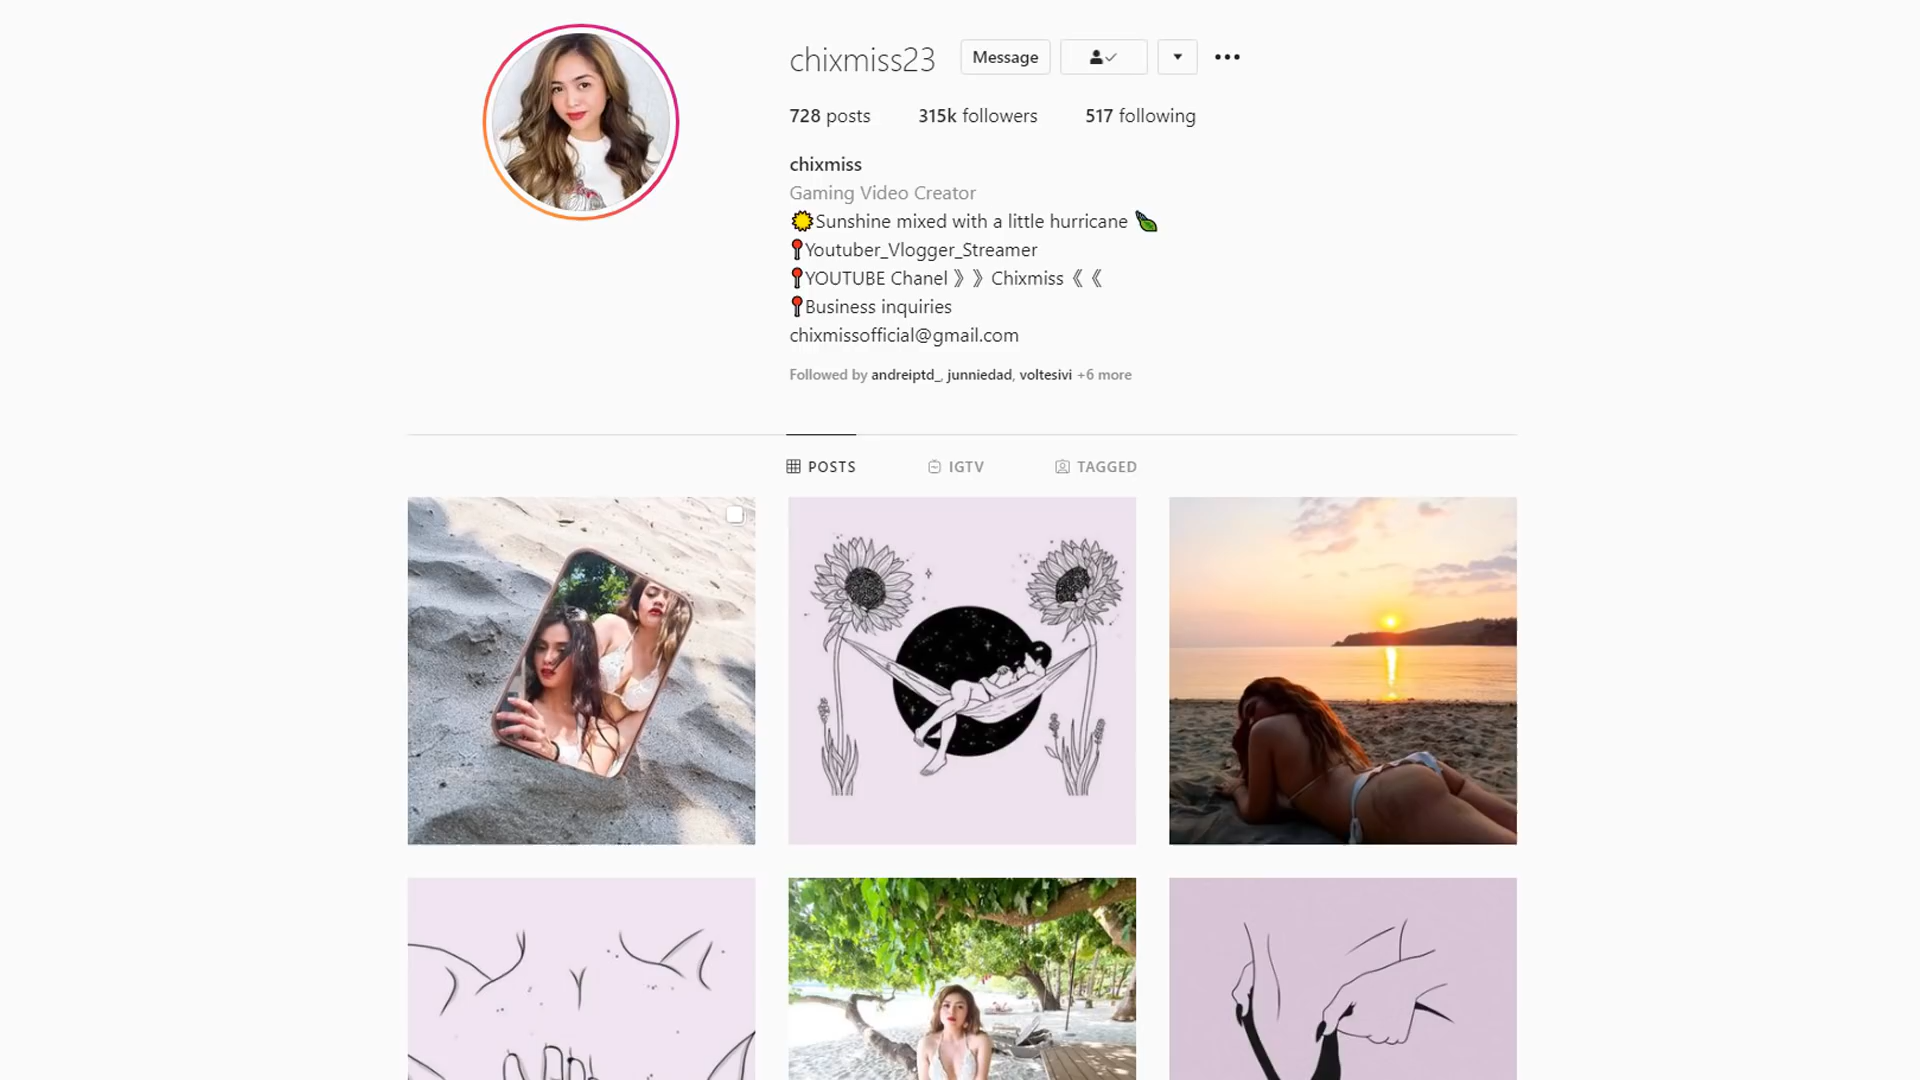 chixmiss23 Message
728 posts 315k followers 517 following
chixmiss
Gaming Video Creator
Sunshine mixed with a little hurricane
Youtuber_Vlogger_Streamer
YOUTUBE Chanel 》》Chixmiss《《
Business inquiries
chixmissofficial@gmail.com
Followed by andreiptd_, junniedad, voltesivi +6 more
POSTS IGTV TAGGED